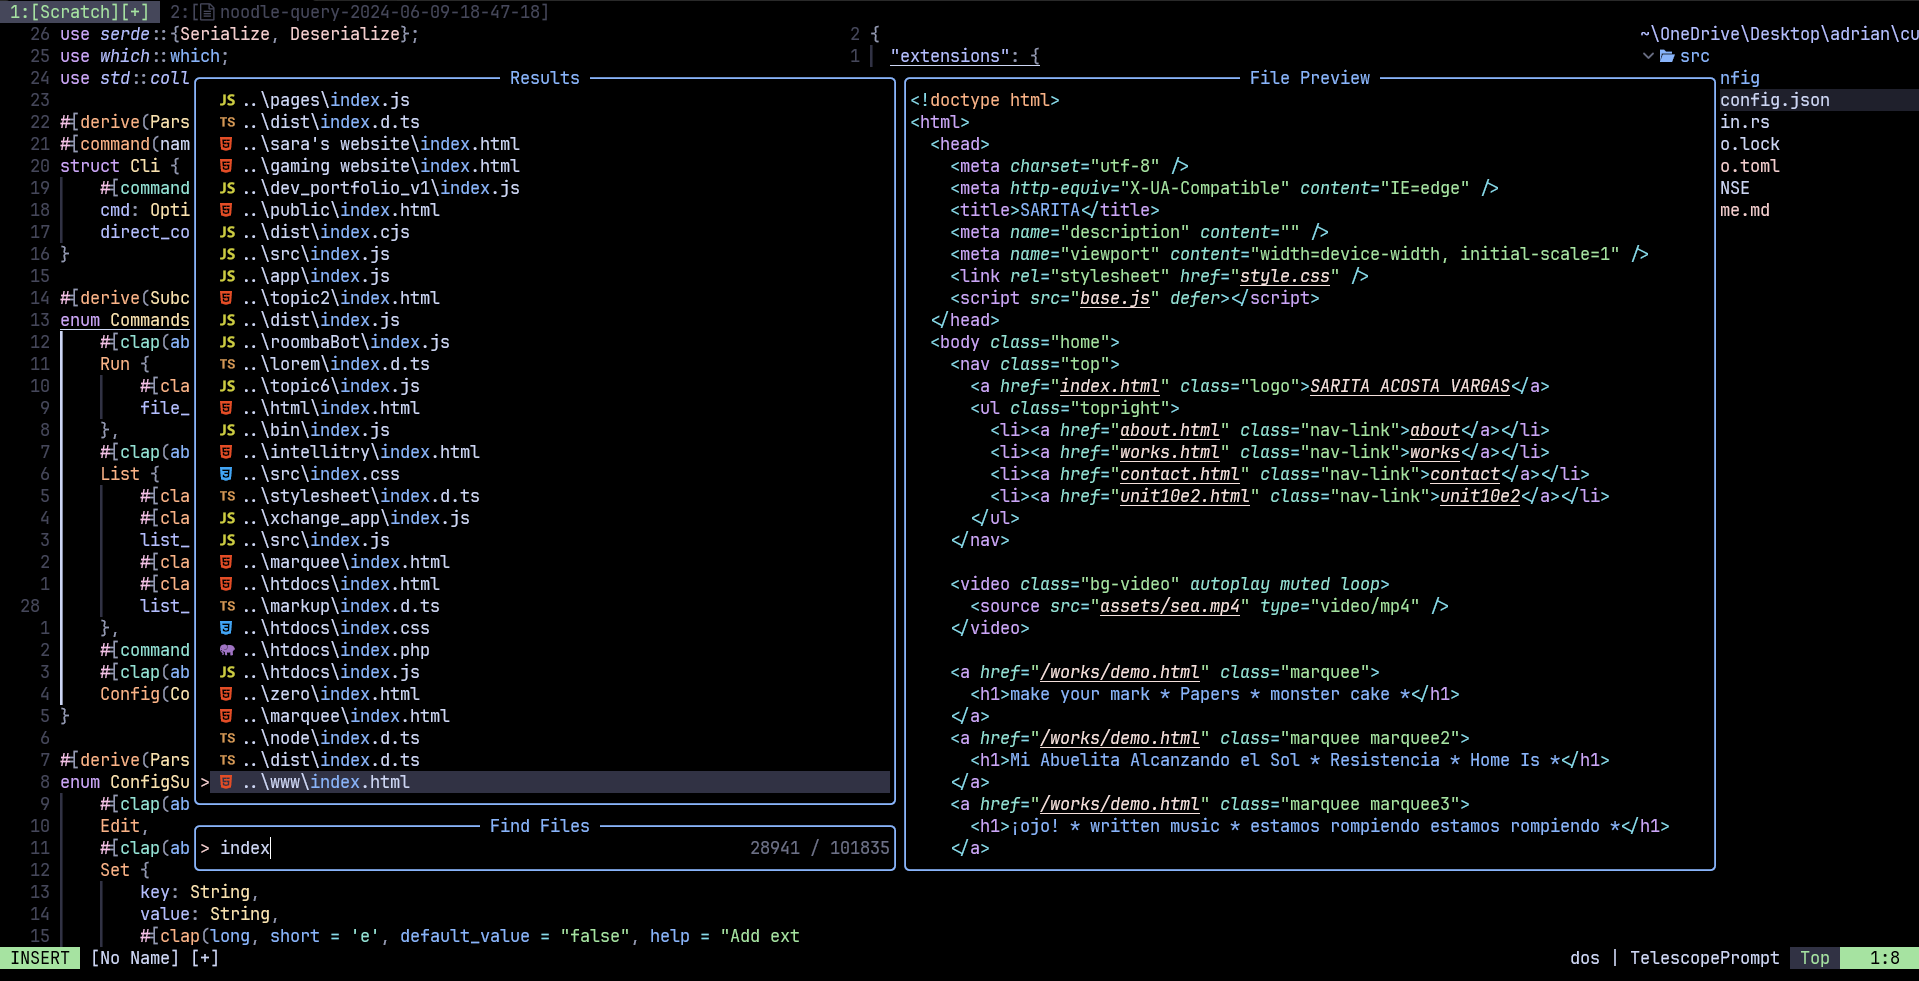 1:[Scratch][+] 2:[noodle-query-2024-06-09-18-47-18]
26 use serde::{Serialize, Deserialize};
25 use which::which;
24 use std::coll
23
22 #[derive(Pars
21 #[command(nam
20 struct Cli {
19 #[command
18 cmd: Opti
17 direct_co
16 }
15
14 #[derive(Subc
13 enum Commands
12 #[clap(ab
11 Run {
10 #[cla
9 file_
8 },
7 #[clap(ab
6 List {
5 #[cla
4 #[cla
3 list_
2 #[cla
1 #[cla
28 list_
1 },
2 #[command
3 #[clap(ab
4 Config(Co
5 }
6
7 #[derive(Pars
8 enum ConfigSu
9 #[clap(ab
10 Edit,
11 #[clap(ab
12 Set {
13 key: String,
14 value: String,
15 #[clap(long, short = 'e', default_value = "false", help = "Add ext
Results
JS ..\pages\index.js
TS ..\dist\index.d.ts
..\sara's website\index.html
..\gaming website\index.html
JS ..\dev_portfolio_v1\index.js
..\public\index.html
JS ..\dist\index.cjs
JS ..\src\index.js
JS ..\app\index.js
..\topic2\index.html
JS ..\dist\index.js
JS ..\roombaBot\index.js
TS ..\lorem\index.d.ts
JS ..\topic6\index.js
..\html\index.html
JS ..\bin\index.js
..\intellitry\index.html
..\src\index.css
TS ..\stylesheet\index.d.ts
JS ..\xchange_app\index.js
JS ..\src\index.js
..\marquee\index.html
..\htdocs\index.html
TS ..\markup\index.d.ts
..\htdocs\index.css
..\htdocs\index.php
JS ..\htdocs\index.js
..\zero\index.html
..\marquee\index.html
TS ..\node\index.d.ts
TS ..\dist\index.d.ts
> ..\www\index.html
Find Files
> index 28941 / 101835
2 {
1 "extensions": {
File Preview
<!doctype html>
<html>
<head>
<meta charset="utf-8" />
<meta http-equiv="X-UA-Compatible" content="IE=edge" />
<title>SARITA</title>
<meta name="description" content="" />
<meta name="viewport" content="width=device-width, initial-scale=1" />
<link rel="stylesheet" href="style.css" />
<script src="base.js" defer></script>
</head>
<body class="home">
<nav class="top">
<a href="index.html" class="logo">SARITA ACOSTA VARGAS</a>
<ul class="topright">
<li><a href="about.html" class="nav-link">about</a></li>
<li><a href="works.html" class="nav-link">works</a></li>
<li><a href="contact.html" class="nav-link">contact</a></li>
<li><a href="unit10e2.html" class="nav-link">unit10e2</a></li>
</ul>
</nav>
<video class="bg-video" autoplay muted loop>
<source src="assets/sea.mp4" type="video/mp4" />
</video>
<a href="/works/demo.html" class="marquee">
<h1>make your mark * Papers * monster cake *</h1>
</a>
<a href="/works/demo.html" class="marquee marquee2">
<h1>Mi Abuelita Alcanzando el Sol * Resistencia * Home Is *</h1>
</a>
<a href="/works/demo.html" class="marquee marquee3">
<h1>¡ojo! * written music * estamos rompiendo estamos rompiendo *</h1>
</a>
~\OneDrive\Desktop\adrian\cu
src
nfig
config.json
in.rs
o.lock
o.toml
NSE
me.md
INSERT [No Name] [+] dos | TelescopePrompt Top 1:8